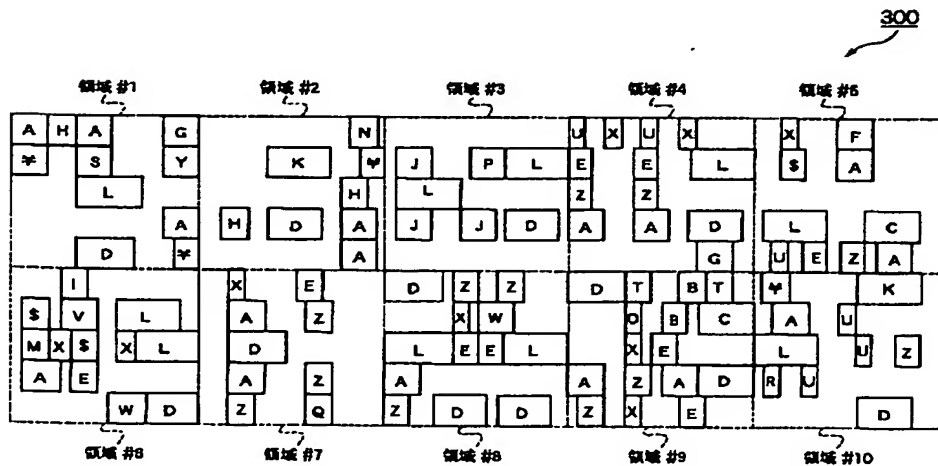 300
領域 #1 領域 #2 領域 #3 領域 #4 領域 #5
A H A G N U X U X X F
¥ S Y K ¥ J P L E E L $ A
L H L Z Z
A H D A J J D A A D L C
D ¥ A G U E Z A
I X E D Z Z D T B T ¥ K
$ V L A Z X W O B C A U
M X $ X L D L E E L X E L U Z
A E A Z A A Z A D R U
W D Z Q Z D D Z X E D
領域 #6 領域 #7 領域 #8 領域 #9 領域 #10